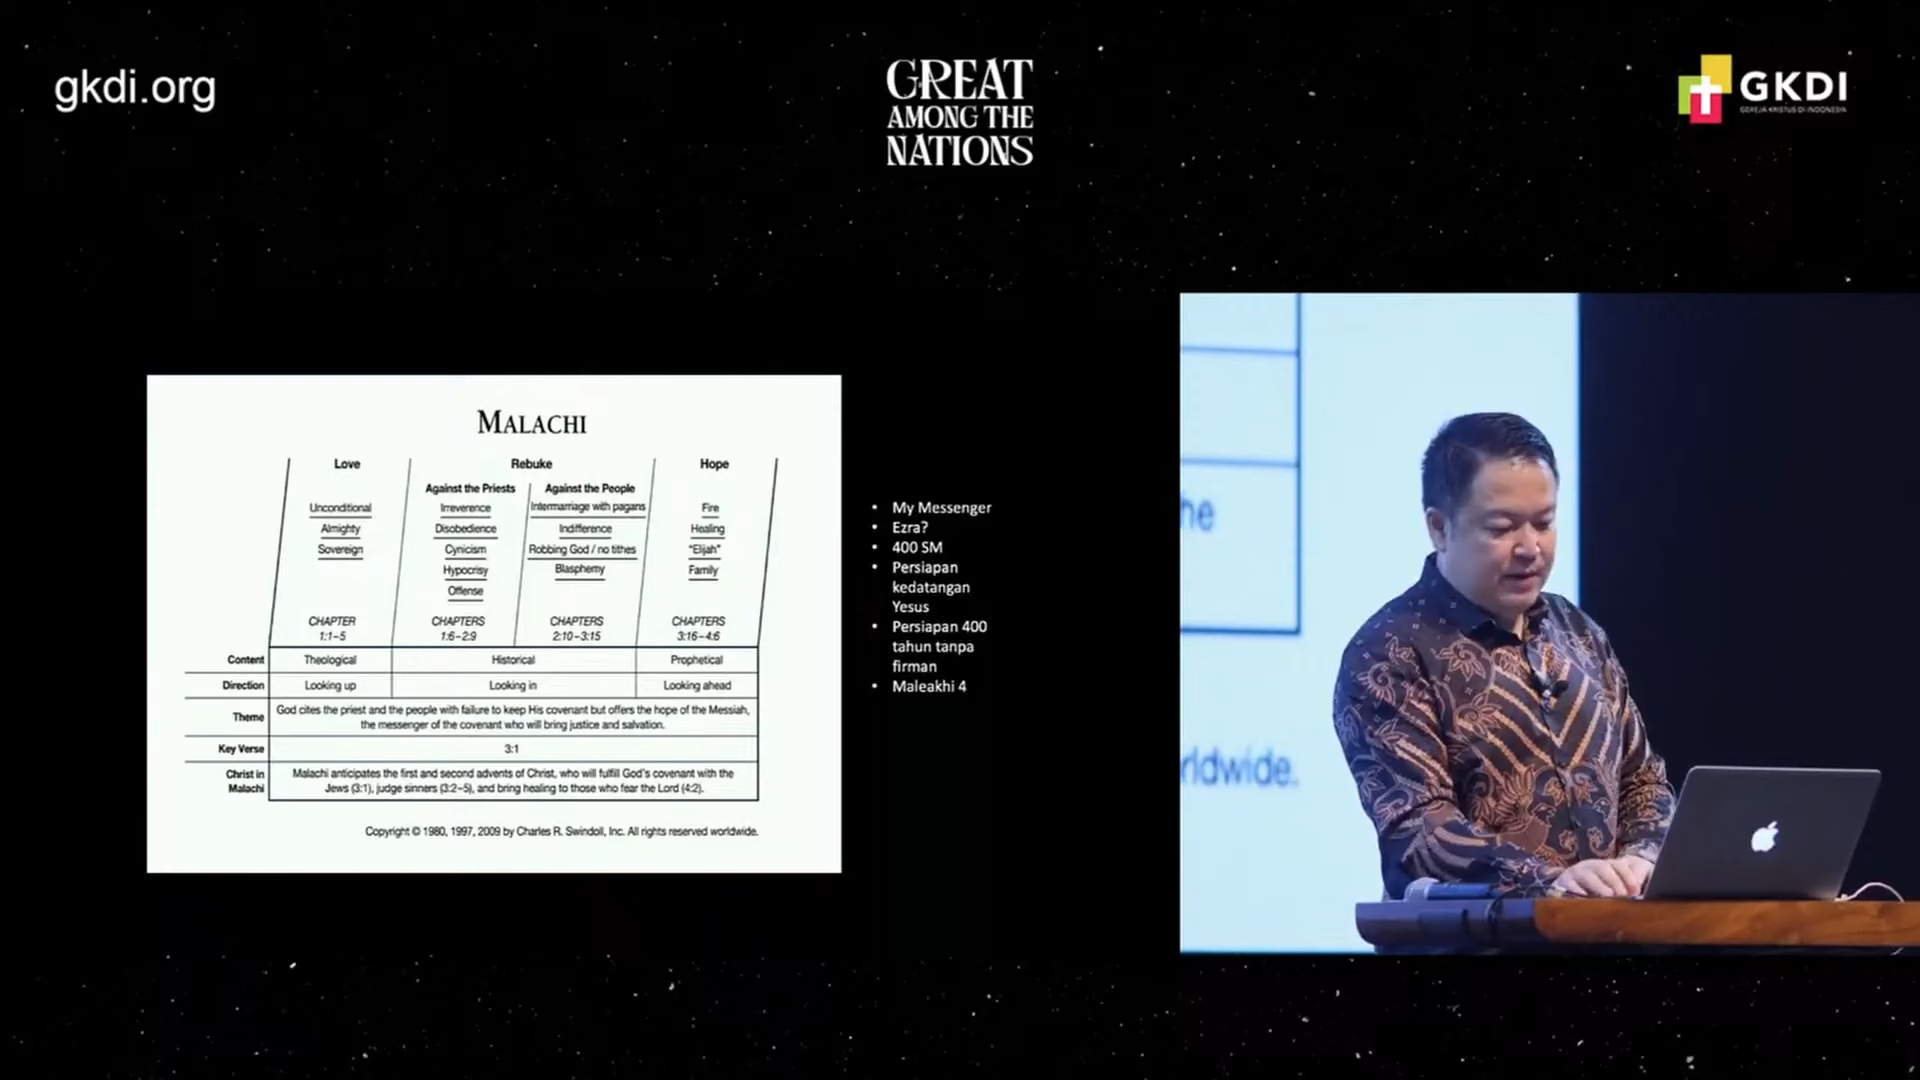 gkdi.org
GREAT
AMONG THE
NATIONS
GKDI
GEREJA KRISTUS DI INDONESIA
MALACHI
Love
Rebuke
Hope
Against the Priests
Against the People
Unconditional
Irreverence
Intermarriage with pagans
Fire
Almighty
Disobedience
Indifference
Healing
Sovereign
Cynicism
Robbing God / no tithes
"Elijah"
Hypocrisy
Blasphemy
Family
Offense
CHAPTER
CHAPTERS
CHAPTERS
CHAPTERS
1:1–5
1:6–2:9
2:10–3:15
3:16–4:6
Content
Theological
Historical
Prophetical
Direction
Looking up
Looking in
Looking ahead
Theme
God cites the priest and the people with failure to keep His covenant but offers the hope of the Messiah,
the messenger of the covenant who will bring justice and salvation.
Key Verse
3:1
Christ in
Malachi
Malachi anticipates the first and second advents of Christ, who will fulfill God's covenant with the
Jews (3:1), judge sinners (3:2–5), and bring healing to those who fear the Lord (4:2).
Copyright © 1980, 1997, 2009 by Charles R. Swindoll, Inc. All rights reserved worldwide.
• My Messenger
• Ezra?
• 400 SM
• Persiapan
kedatangan
Yesus
• Persiapan 400
tahun tanpa
firman
• Maleakhi 4
he
rldwide.